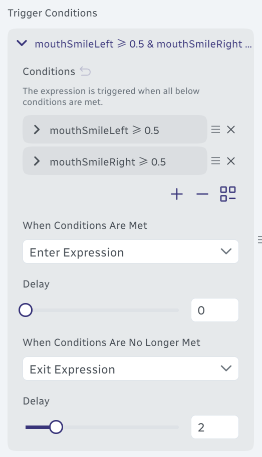 Trigger Conditions
mouthSmileLeft ⩾ 0.5 & mouthSmileRight ...
Conditions
The expression is triggered when all below
conditions are met.
mouthSmileLeft ⩾ 0.5
mouthSmileRight ⩾ 0.5
When Conditions Are Met
Enter Expression
Delay
0
When Conditions Are No Longer Met
Exit Expression
Delay
2